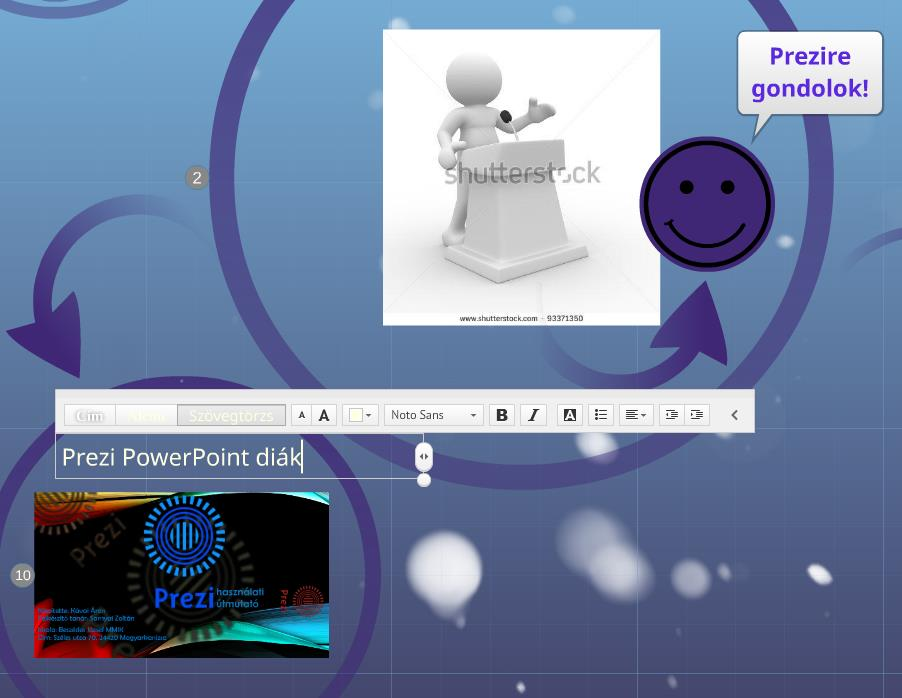 Prezire
gondolok!
shutterstock
2
www.shutterstock.com · 93371350
Cím
Szövegtörzs
A
A
Noto Sans
B
I
A
Prezi PowerPoint diák
Prezi
Prezi
használati
útmutató
Prezi
10